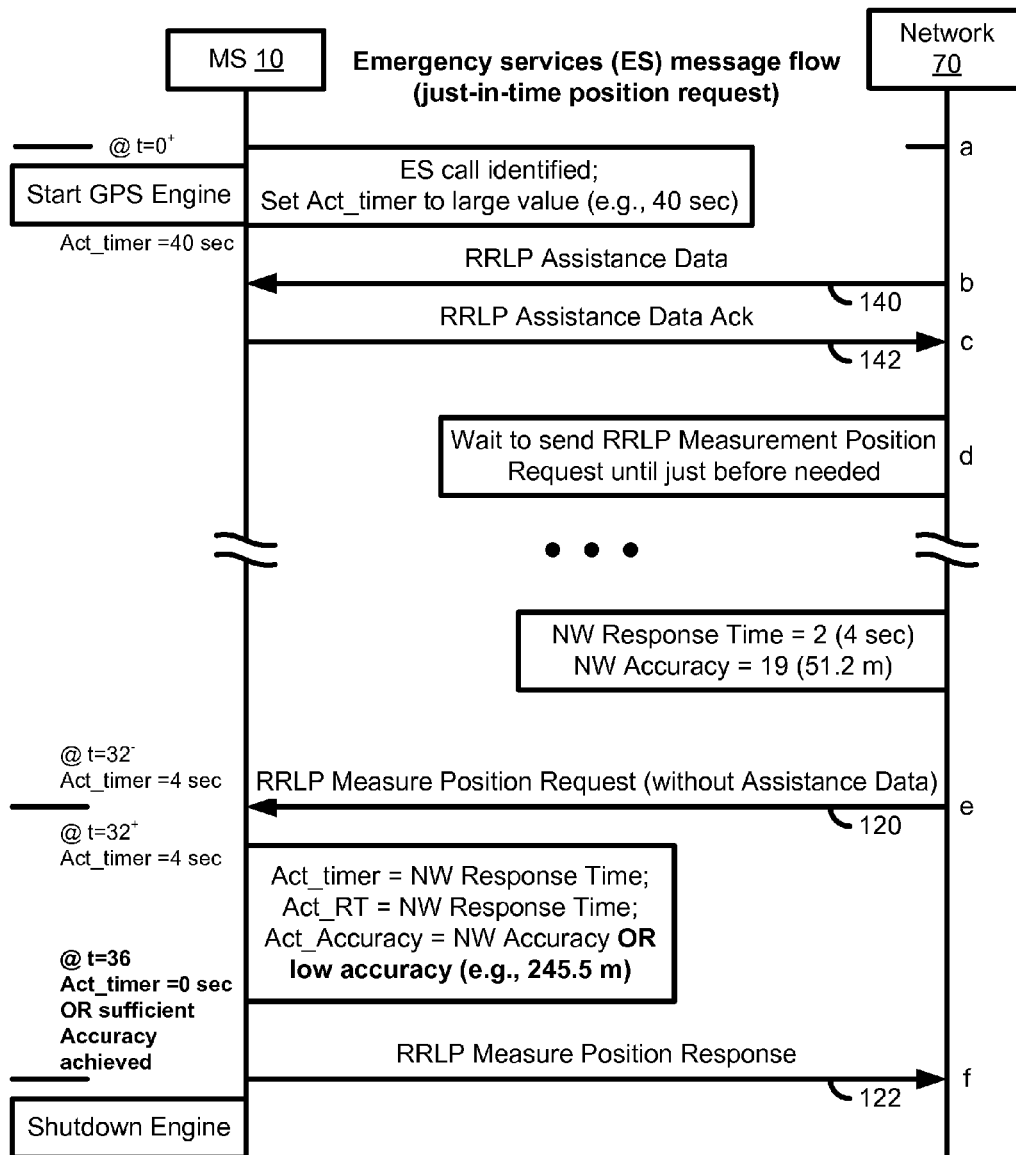 MS 10
Emergency services (ES) message flow
(just-in-time position request)
Network
70
@ t=0+
a
Start GPS Engine
ES call identified;
Set Act_timer to large value (e.g., 40 sec)
Act_timer =40 sec
RRLP Assistance Data
b
140
RRLP Assistance Data Ack
c
142
Wait to send RRLP Measurement Position
Request until just before needed
d
NW Response Time = 2 (4 sec)
NW Accuracy = 19 (51.2 m)
@ t=32-
Act_timer =4 sec
RRLP Measure Position Request (without Assistance Data)
e
120
@ t=32+
Act_timer =4 sec
Act_timer = NW Response Time;
Act_RT = NW Response Time;
Act_Accuracy = NW Accuracy OR
low accuracy (e.g., 245.5 m)
@ t=36
Act_timer =0 sec
OR sufficient
Accuracy
achieved
RRLP Measure Position Response
f
122
Shutdown Engine